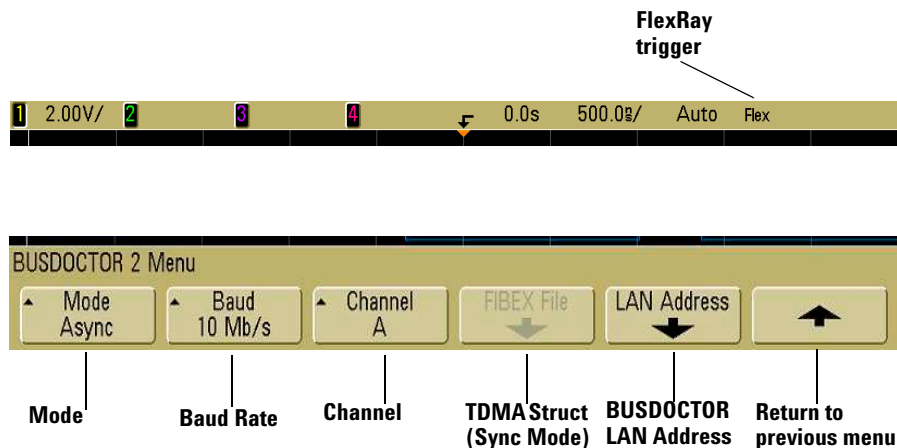 FlexRay
trigger
1 2.00V/ 2 3 4 0.0s 500.0ns/ Auto Flex
BUSDOCTOR 2 Menu
Mode Baud Channel FIBEX File LAN Address
Async 10 Mb/s A
Mode Baud Rate Channel TDMA Struct BUSDOCTOR Return to
(Sync Mode) LAN Address previous menu